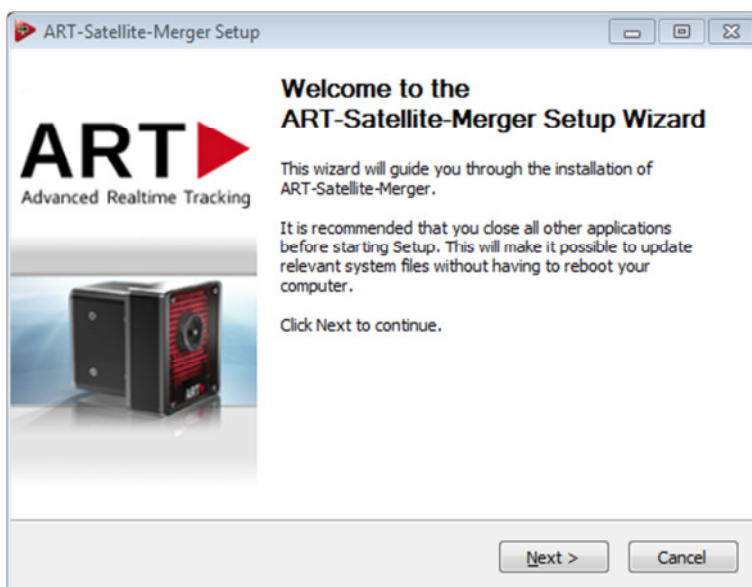 ART-Satellite-Merger Setup
Welcome to the
ART-Satellite-Merger Setup Wizard
ART
Advanced Realtime Tracking
This wizard will guide you through the installation of
ART-Satellite-Merger.
It is recommended that you close all other applications
before starting Setup. This will make it possible to update
relevant system files without having to reboot your
computer.
Click Next to continue.
ART
Next >
Cancel